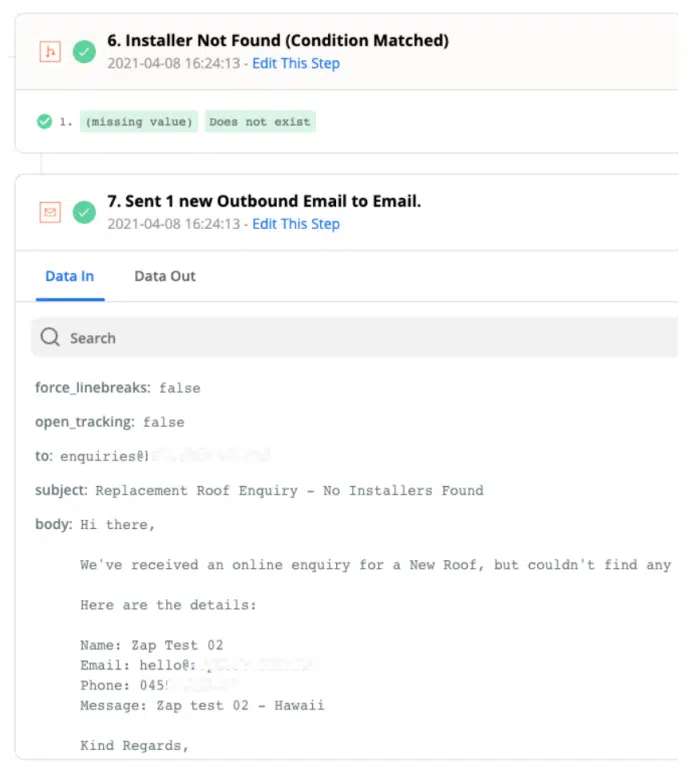 6. Installer Not Found (Condition Matched)
2021-04-08 16:24:13 - Edit This Step
1. (missing value) Does not exist
7. Sent 1 new Outbound Email to Email.
2021-04-08 16:24:13 - Edit This Step
Data In Data Out
Search
force_linebreaks: false
open_tracking: false
to: enquiries@
subject: Replacement Roof Enquiry - No Installers Found
body: Hi there,
We've received an online enquiry for a New Roof, but couldn't find any
Here are the details:
Name: Zap Test 02
Email: hello@
Phone: 045
Message: Zap test 02 - Hawaii
Kind Regards,